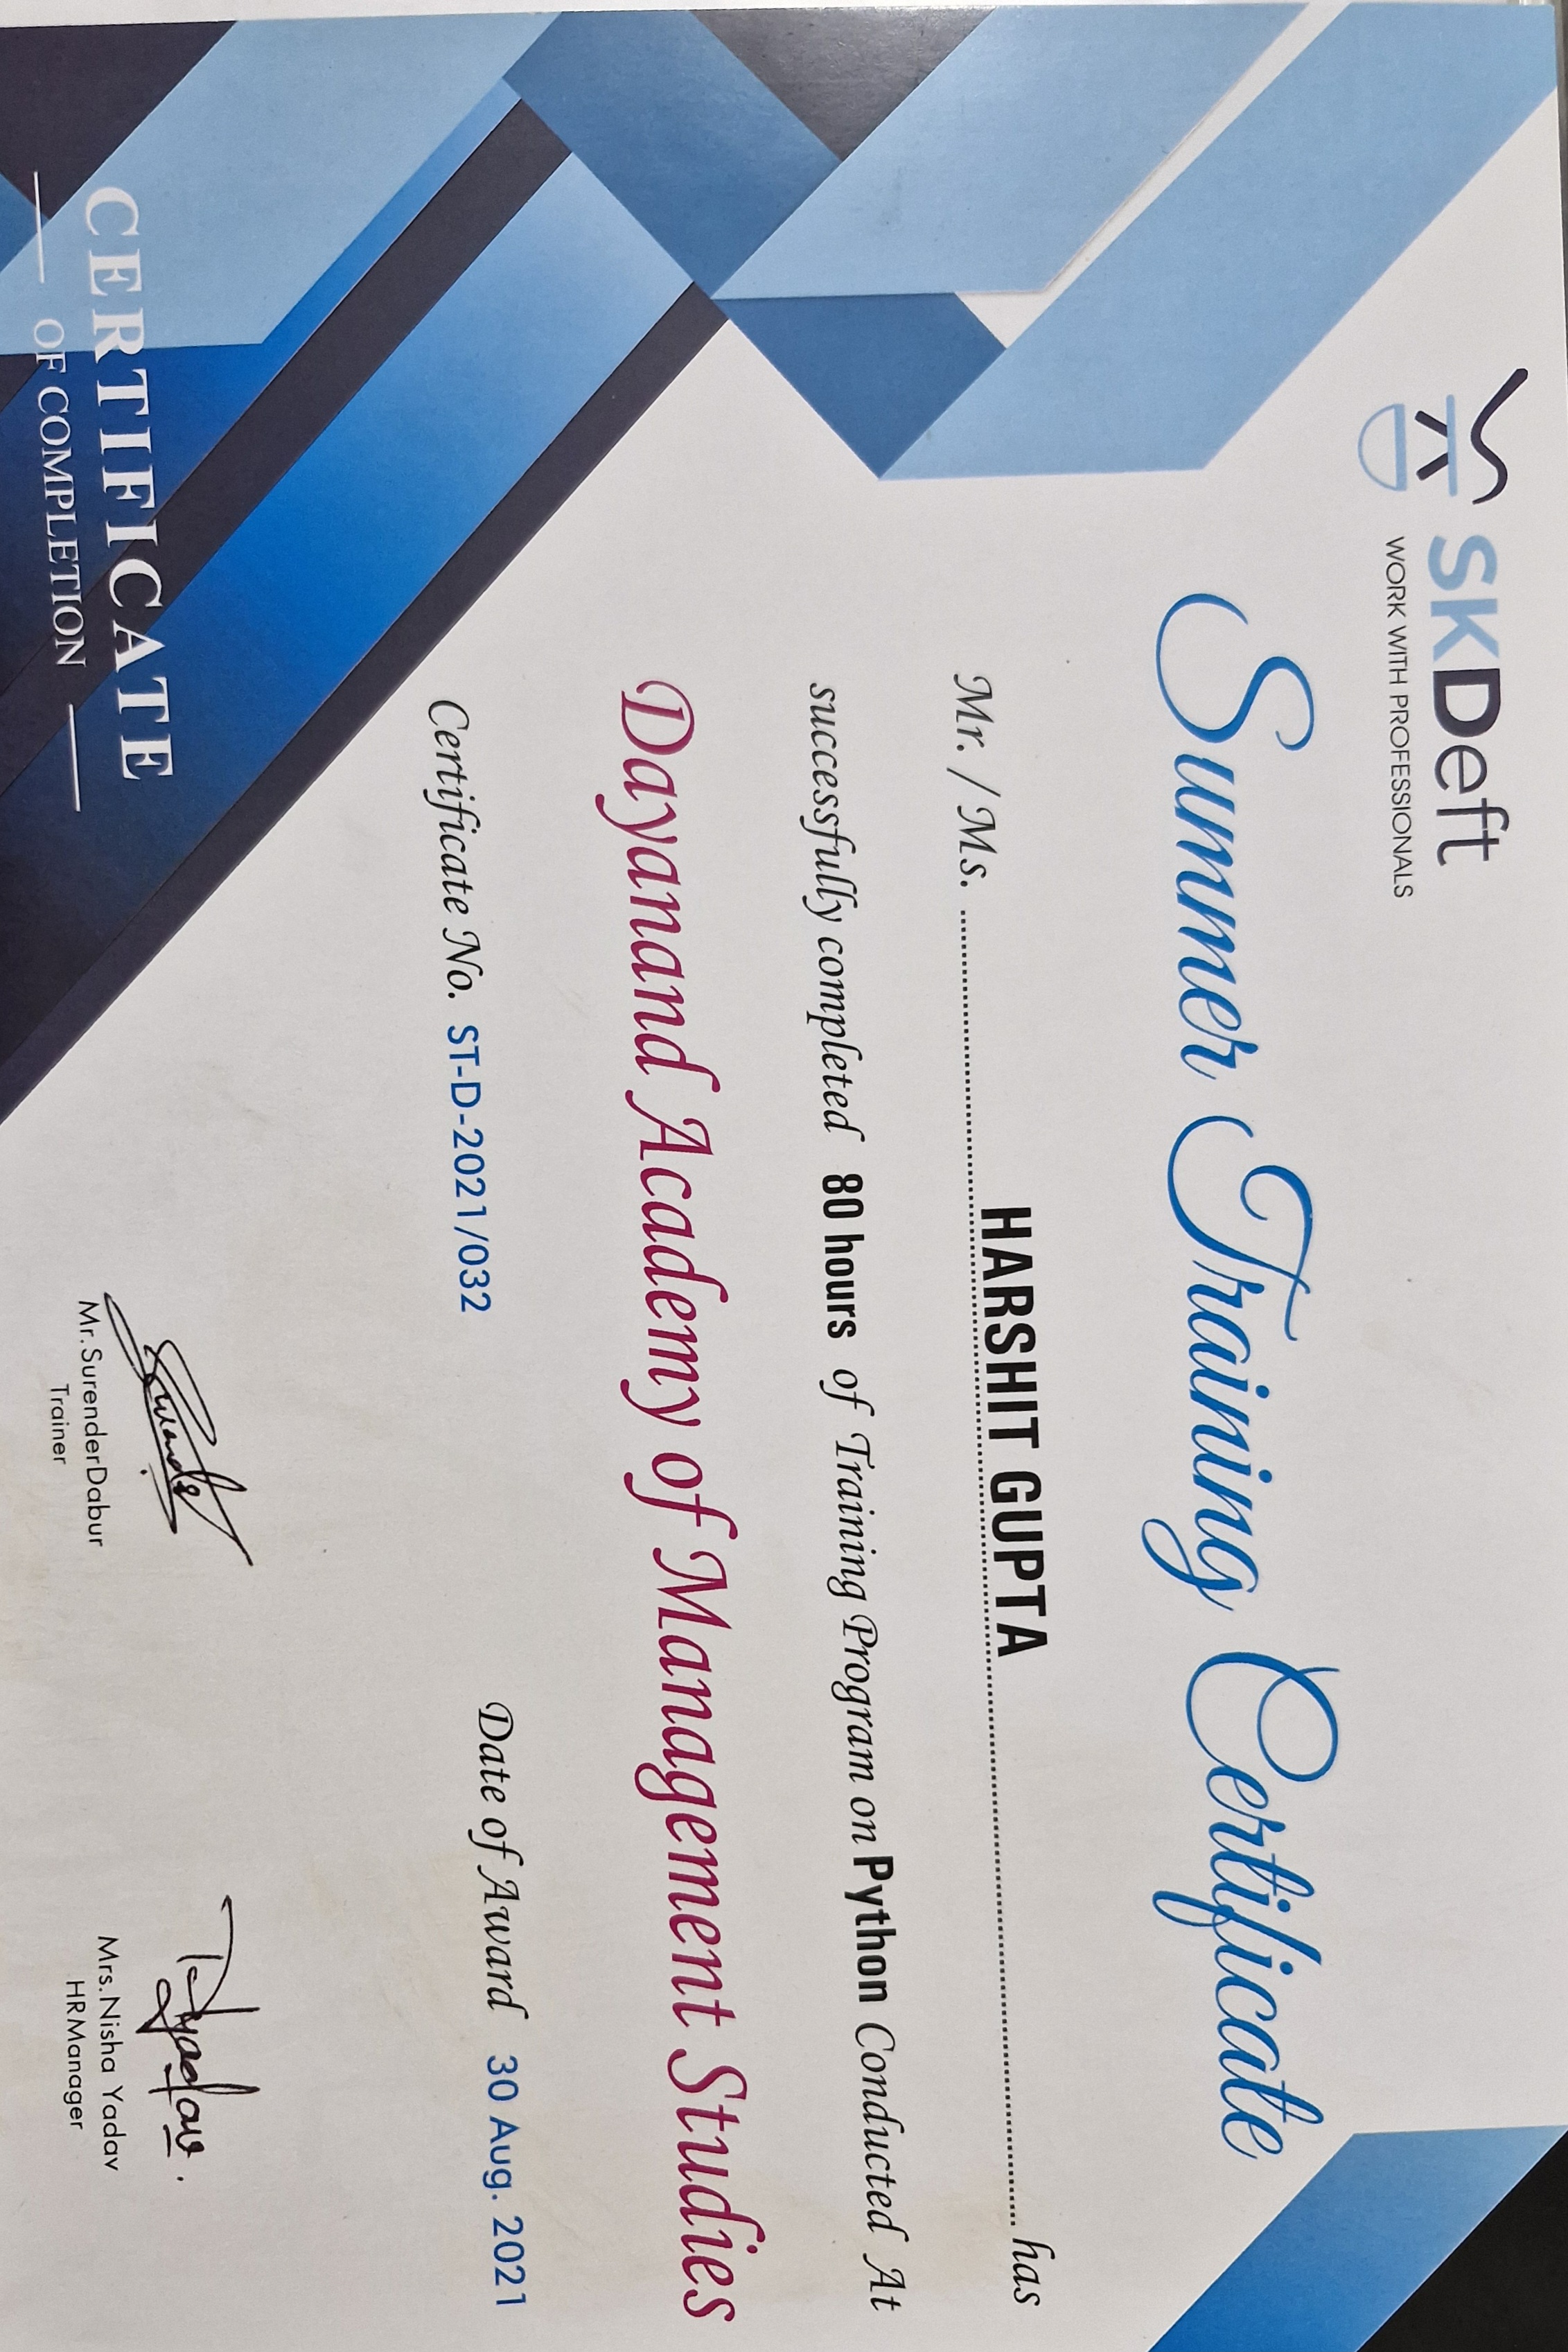 SKDeft
WORK WITH PROFESSIONALS
Summer Training Certificate
Mr. / Ms. HARSHIT GUPTA has
successfully completed 80 hours of Training Program on Python Conducted At
Dayanand Academy of Management Studies
Certificate No. ST-D-2021/032
Date of Award 30 Aug. 2021
Mr.SurenderDabur
Trainer
Mrs.Nisha Yadav
HRManager
CERTIFICATE
OF COMPLETION